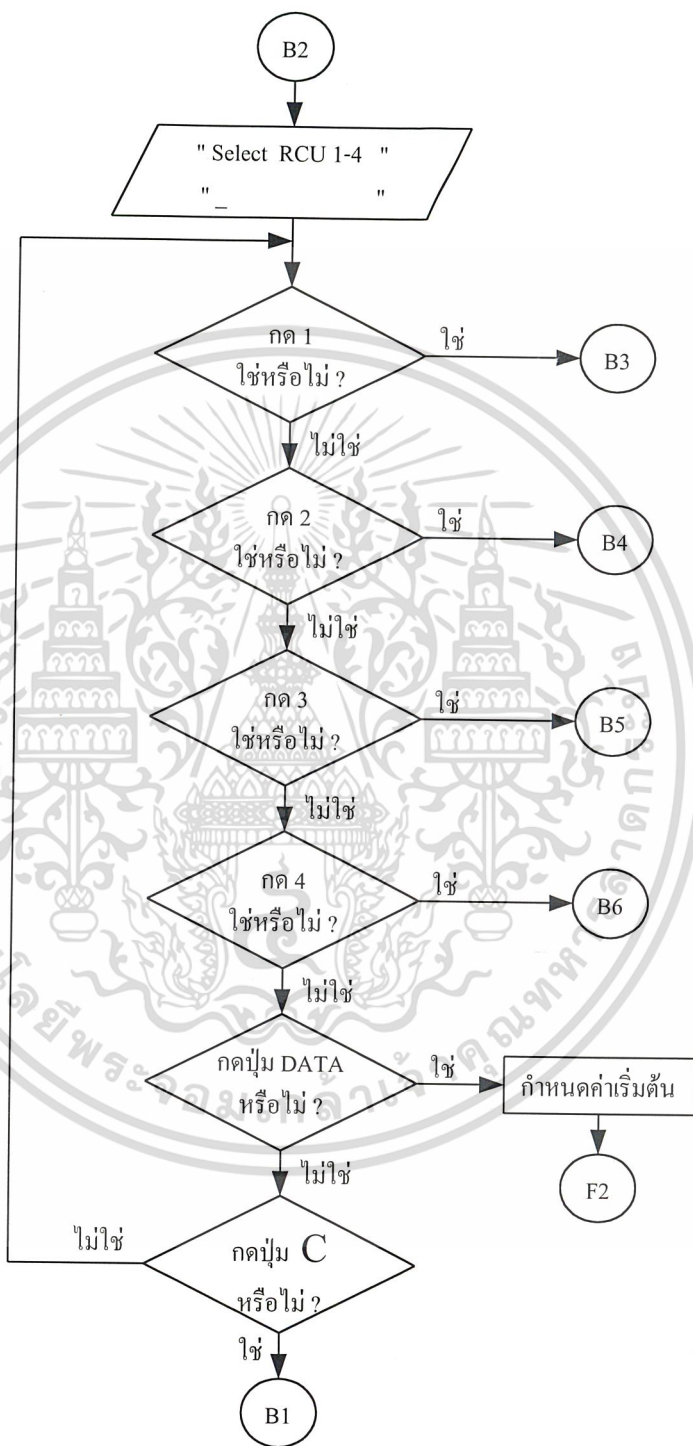 B2
" Select RCU 1-4 "
"_ "
กด 1
ใช่หรือไม่ ?
ใช่
B3
ไม่ใช่
กด 2
ใช่หรือไม่ ?
ใช่
B4
ไม่ใช่
กด 3
ใช่หรือไม่ ?
ใช่
B5
ไม่ใช่
กด 4
ใช่หรือไม่ ?
ใช่
B6
ไม่ใช่
กดปุ่ม DATA
หรือไม่ ?
ใช่
กำหนดค่าเริ่มต้น
F2
ไม่ใช่
กดปุ่ม C
หรือไม่ ?
ไม่ใช่
ใช่
B1